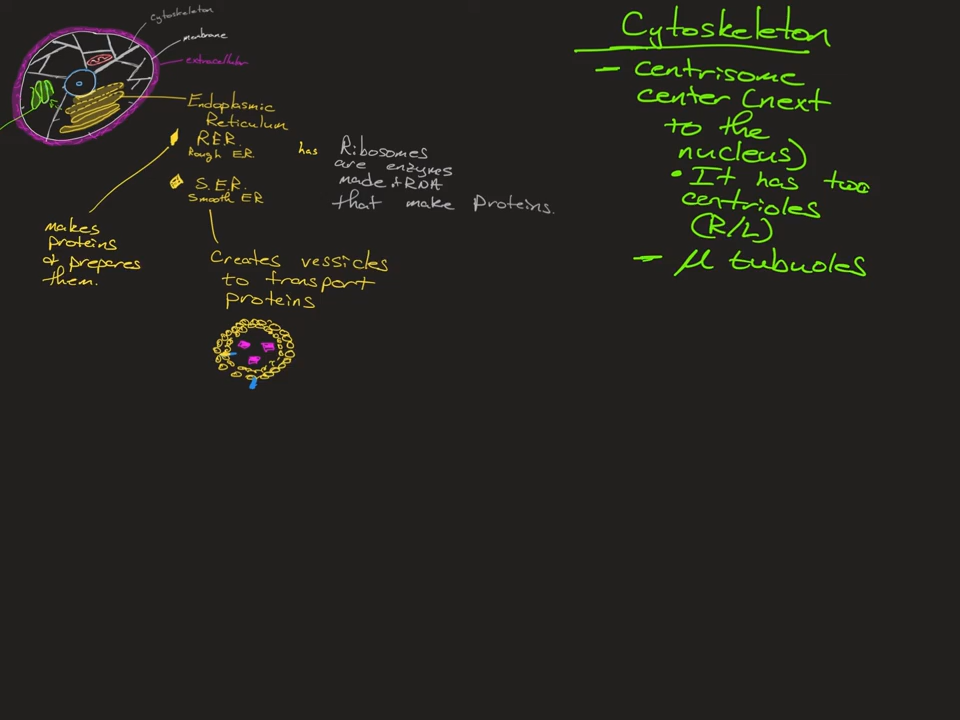 Cytoskeleton
membrane
extracellular
Endoplasmic
Reticulum
R.E.R.
Rough ER.
has
Ribosomes
are enzymes
made of RNA
that make proteins.
S.E.R.
Smooth ER
makes
proteins
& prepares
them.
Creates vessicles
to transport
proteins
Cytoskeleton
- centrisome
center (next
to the
nucleus)
• It has two
centrioles
(R/L)
- μ tubuoles